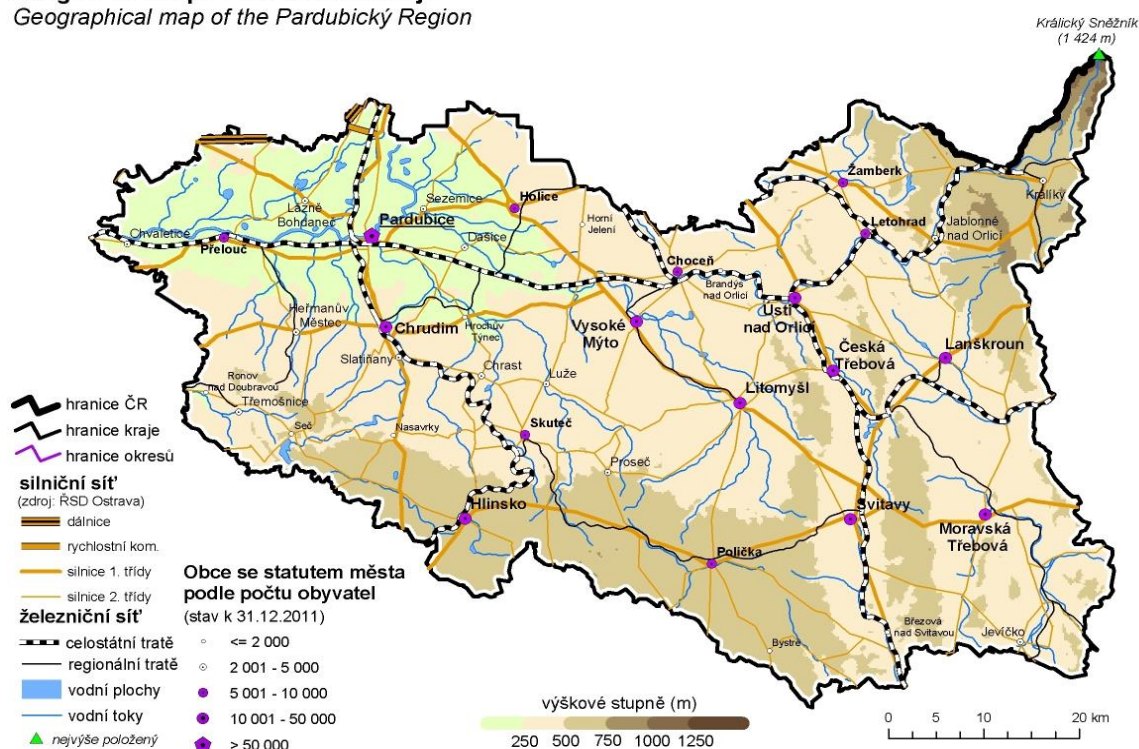 Geographical map of the Pardubický Region
Králický Sněžník
(1 424 m)
Žamberk
Králíky
Lázně
Bohdaneč
Sezemice
Holice
Horní
Jelení
Letohrad
Jablonné
nad Orlicí
Pardubice
Chvaletice
Přelouč
Dašice
Choceň
Brandýs
nad Orlicí
Ústí
nad Orlicí
Heřmanův
Městec
Chrudim
Hrochův
Týnec
Vysoké
Mýto
Česká
Třebová
Lanškroun
Slatiňany
Chrast
Luže
Litomyšl
Ronov
nad Doubravou
Třemošnice
Seč
Nasavrky
Skuteč
Proseč
Hlinsko
Svitavy
Moravská
Třebová
Polička
Bystré
Březová
nad Svitavou
Jevíčko
hranice ČR
hranice kraje
hranice okresů
silniční síť
(zdroj: ŘSD Ostrava)
dálnice
rychlostní kom.
silnice 1. třídy
silnice 2. třídy
železniční síť
celostátní tratě
regionální tratě
vodní plochy
vodní toky
nejvýše položený
Obce se statutem města
podle počtu obyvatel
(stav k 31.12.2011)
<= 2 000
2 001 - 5 000
5 001 - 10 000
10 001 - 50 000
> 50 000
výškové stupně (m)
250 500 750 1000 1250
0 5 10 20 km